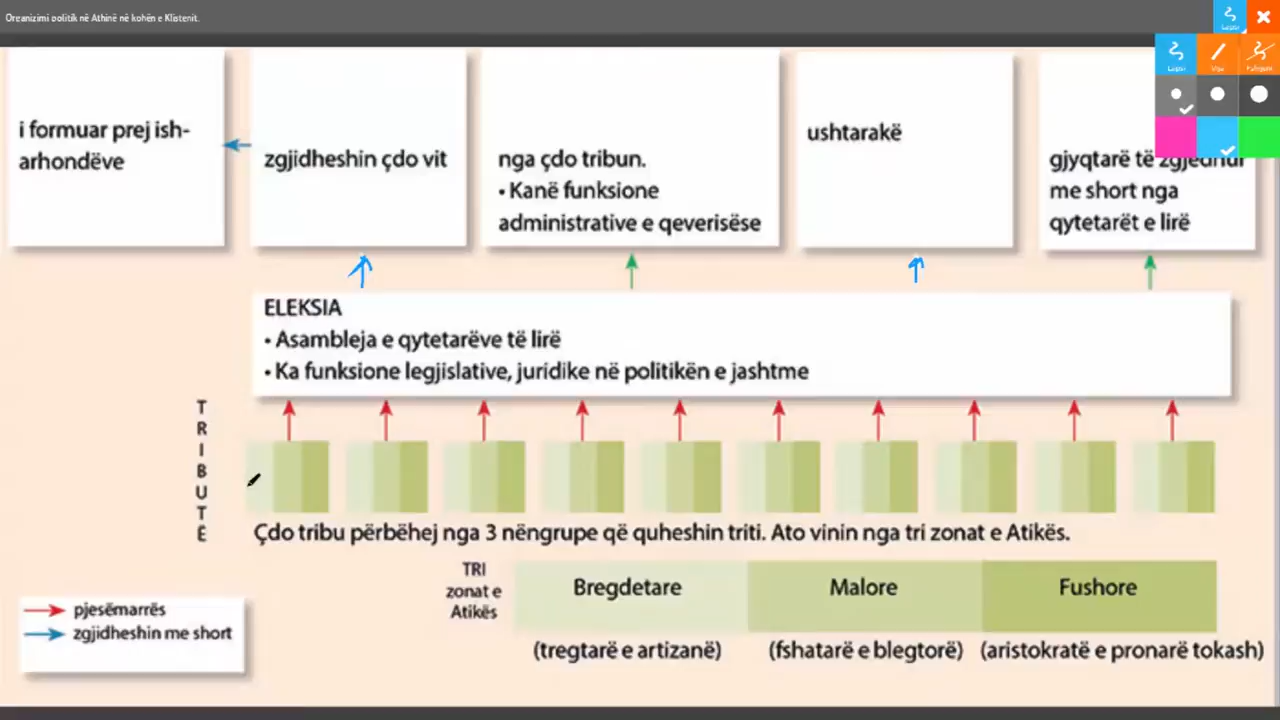 Organizimi politik në Athinë në kohën e Klistenit.
Lapsi
Lapsi
Vija
i formuar prej ish-
arhondëve
zgjidheshin çdo vit
nga çdo tribun.
• Kanë funksione
administrative e qeverisëse
ushtarakë
gjyqtarë të zgjedhur
me short nga
qytetarët e lirë
ELEKSIA
• Asambleja e qytetarëve të lirë
• Ka funksione legjislative, juridike në politikën e jashtme
T
R
I
B
U
T
Ë
Çdo tribu përbëhej nga 3 nëngrupe që quheshin triti. Ato vinin nga tri zonat e Atikës.
TRI
zonat e
Atikës
Bregdetare
Malore
Fushore
(tregtarë e artizanë)
(fshatarë e blegtorë)
(aristokratë e pronarë tokash)
pjesëmarrës
zgjidheshin me short